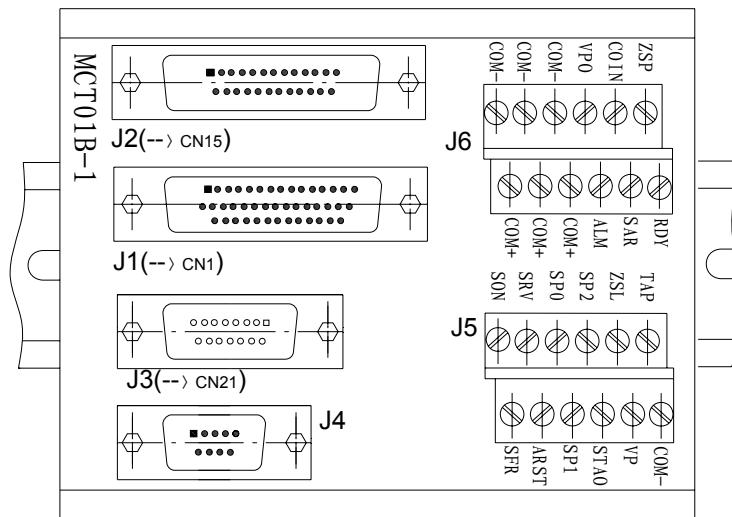 MCT01B-1
J2(--> CN15)
J1(--> CN1)
J3(--> CN21)
J4
COM- COM- COM- VPO COIN ZSP
J6
COM+ COM+ COM+ ALM SAR RDY
SON SRV SP0 SP2 ZSL TAP
J5
SFR ARST SP1 STAO VP COM-